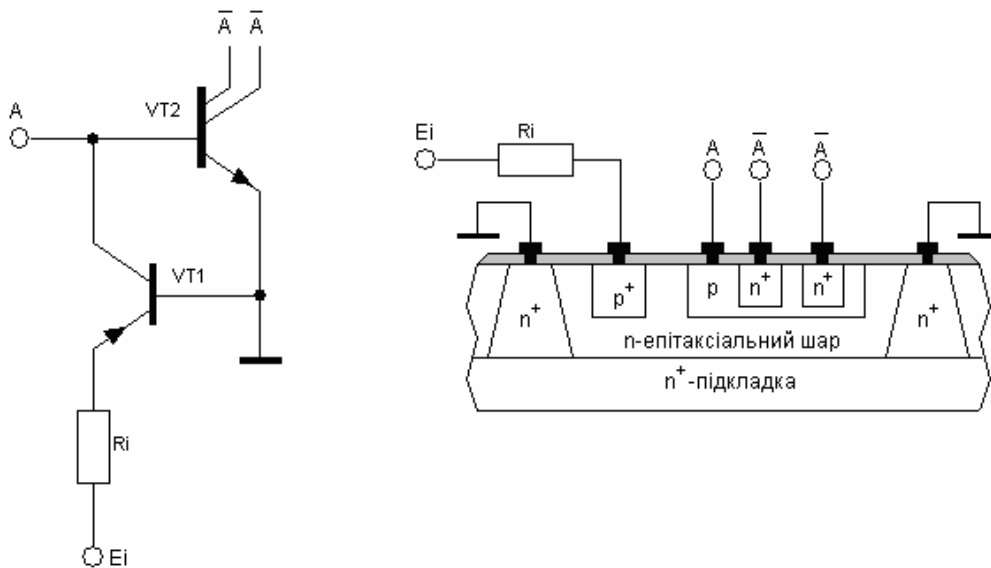 A̅ A̅
A
VT2
VT1
Ri
Ei
Ei
Ri
A
A̅
A̅
n⁺
p⁺
p
n⁺
n⁺
n⁺
n-епітаксіальний шар
n⁺-підкладка